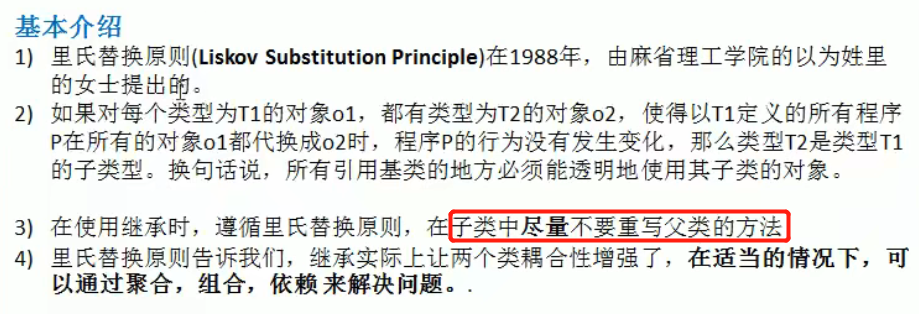 基本介绍
1) 里氏替换原则(Liskov Substitution Principle)在1988年，由麻省理工学院的以为姓里
的女士提出的。
2) 如果对每个类型为T1的对象o1，都有类型为T2的对象o2，使得以T1定义的所有程序
P在所有的对象o1都代换成o2时，程序P的行为没有发生变化，那么类型T2是类型T1
的子类型。换句话说，所有引用基类的地方必须能透明地使用其子类的对象。
3) 在使用继承时，遵循里氏替换原则，在子类中尽量不要重写父类的方法
4) 里氏替换原则告诉我们，继承实际上让两个类耦合性增强了，在适当的情况下，可
以通过聚合，组合，依赖 来解决问题。.